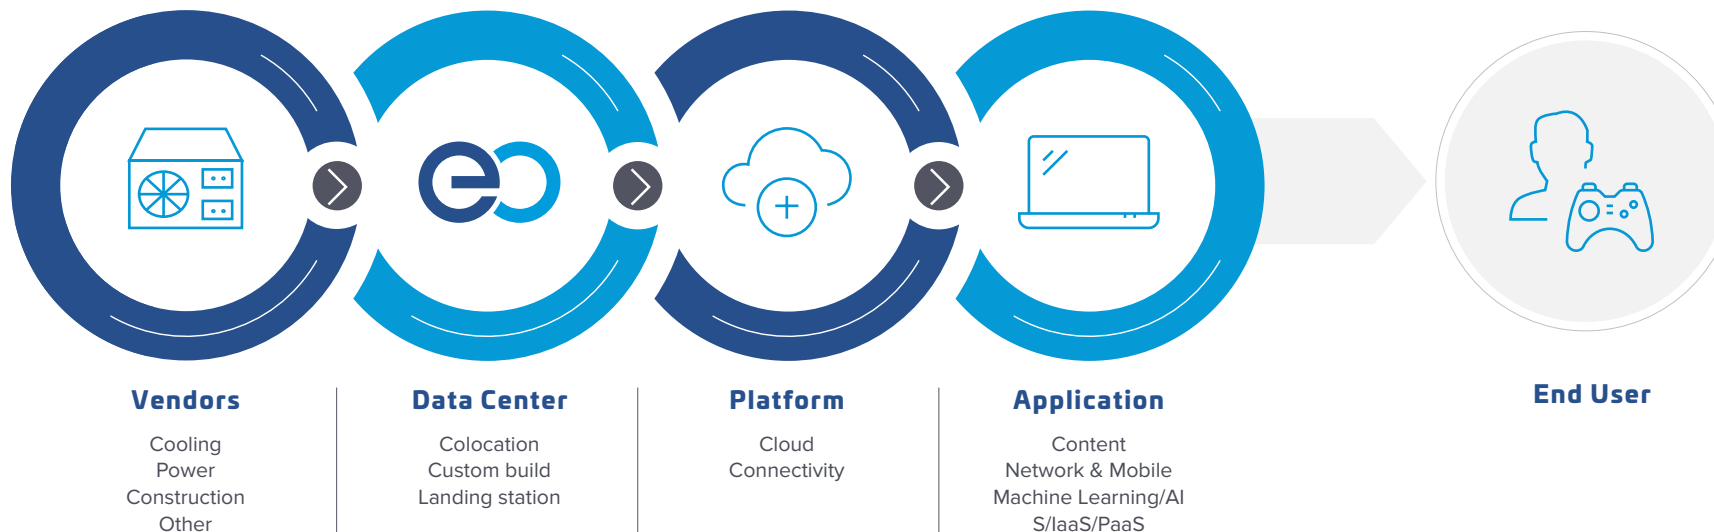 Vendors
Cooling
Power
Construction
Other
Data Center
Colocation
Custom build
Landing station
Platform
Cloud
Connectivity
Application
Content
Network & Mobile
Machine Learning/AI
S/IaaS/PaaS
End User